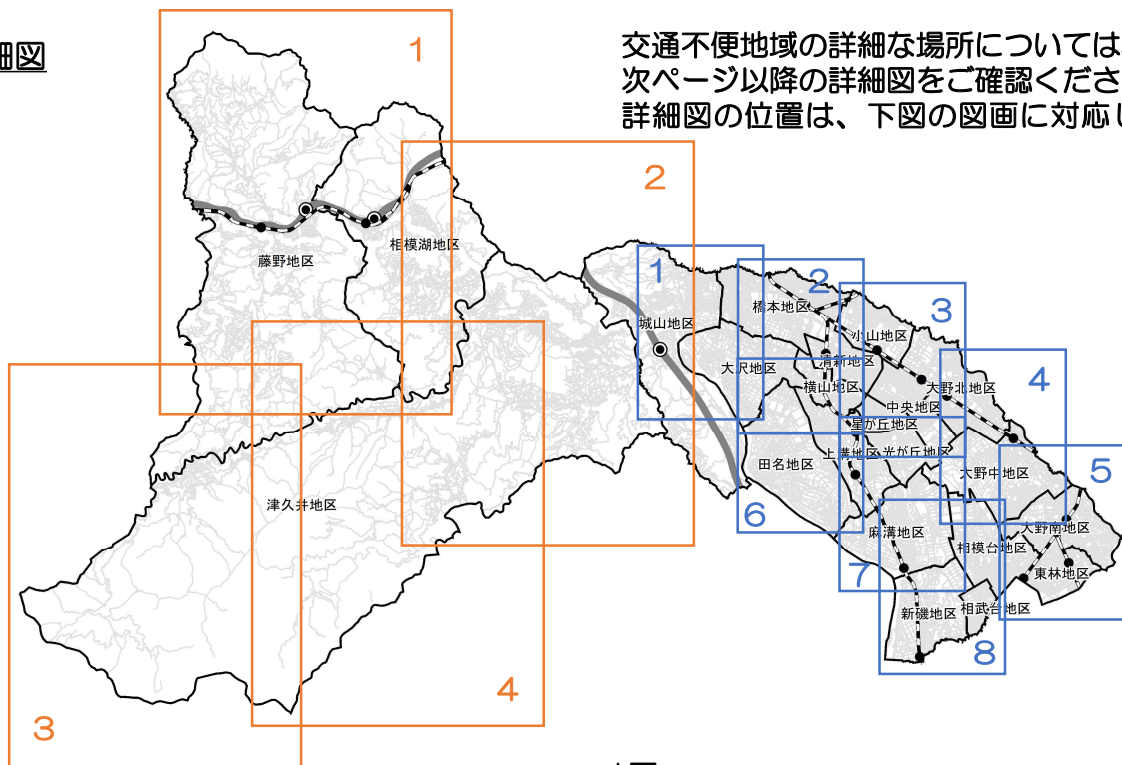 細図
交通不便地域の詳細な場所については
次ページ以降の詳細図をご確認くださ
詳細図の位置は、下図の図画に対応し
1
2
相模湖地区
藤野地区
1
2
橋本地区
3
城山地区
小山地区
清新地区
大沢地区
4
横山地区
大野北地区
中央地区
星が丘地区
上溝地区
光が丘地区
田名地区
大野中地区
5
津久井地区
6
麻溝地区
大野南地区
相模台地区
7
東林地区
新磯地区
相武台地区
8
4
3